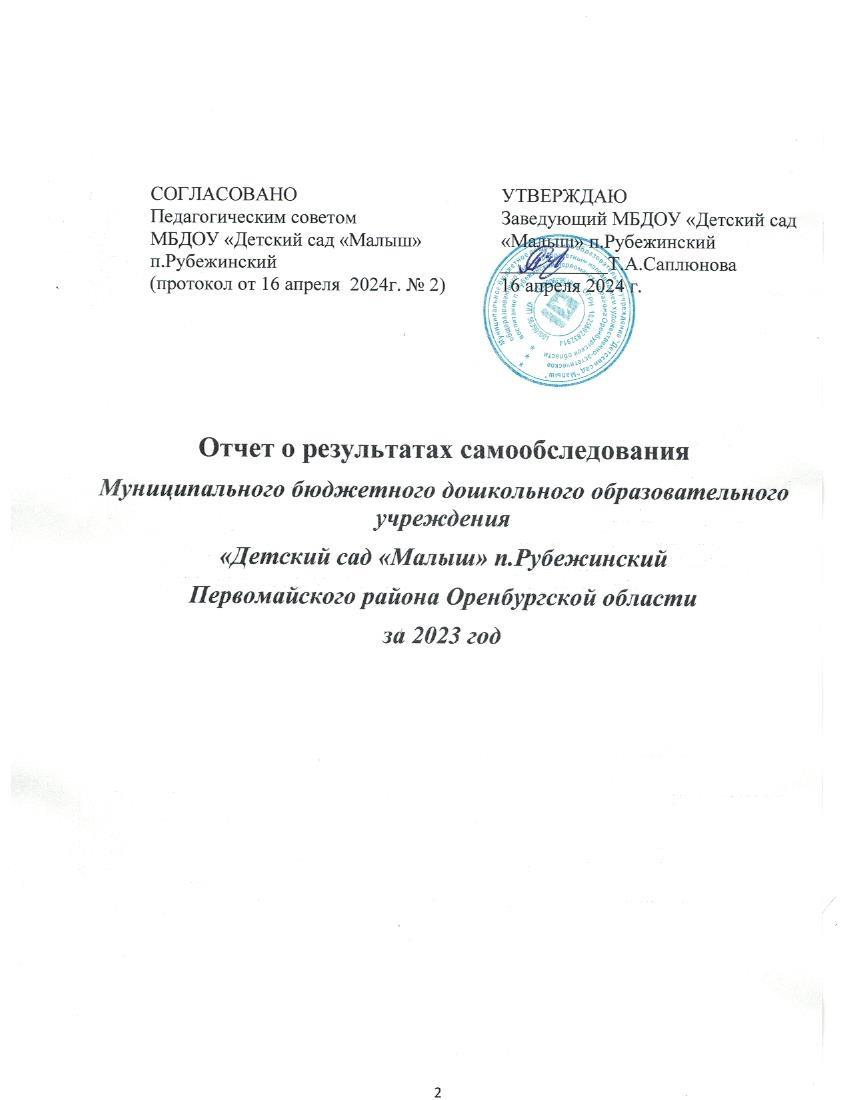 СОГЛАСОВАНО
Педагогическим советом
МБДОУ «Детский сад «Малыш»
п.Рубежинский
(протокол от 16 апреля 2024г. № 2)
УТВЕРЖДАЮ
Заведующий МБДОУ «Детский сад
«Малыш» п.Рубежинский
Т.А.Саплюнова
16 апреля 2024 г.
Отчет о результатах самообследования
Муниципального бюджетного дошкольного образовательного
учреждения
«Детский сад «Малыш» п.Рубежинский
Первомайского района Оренбургской области
за 2023 год
2